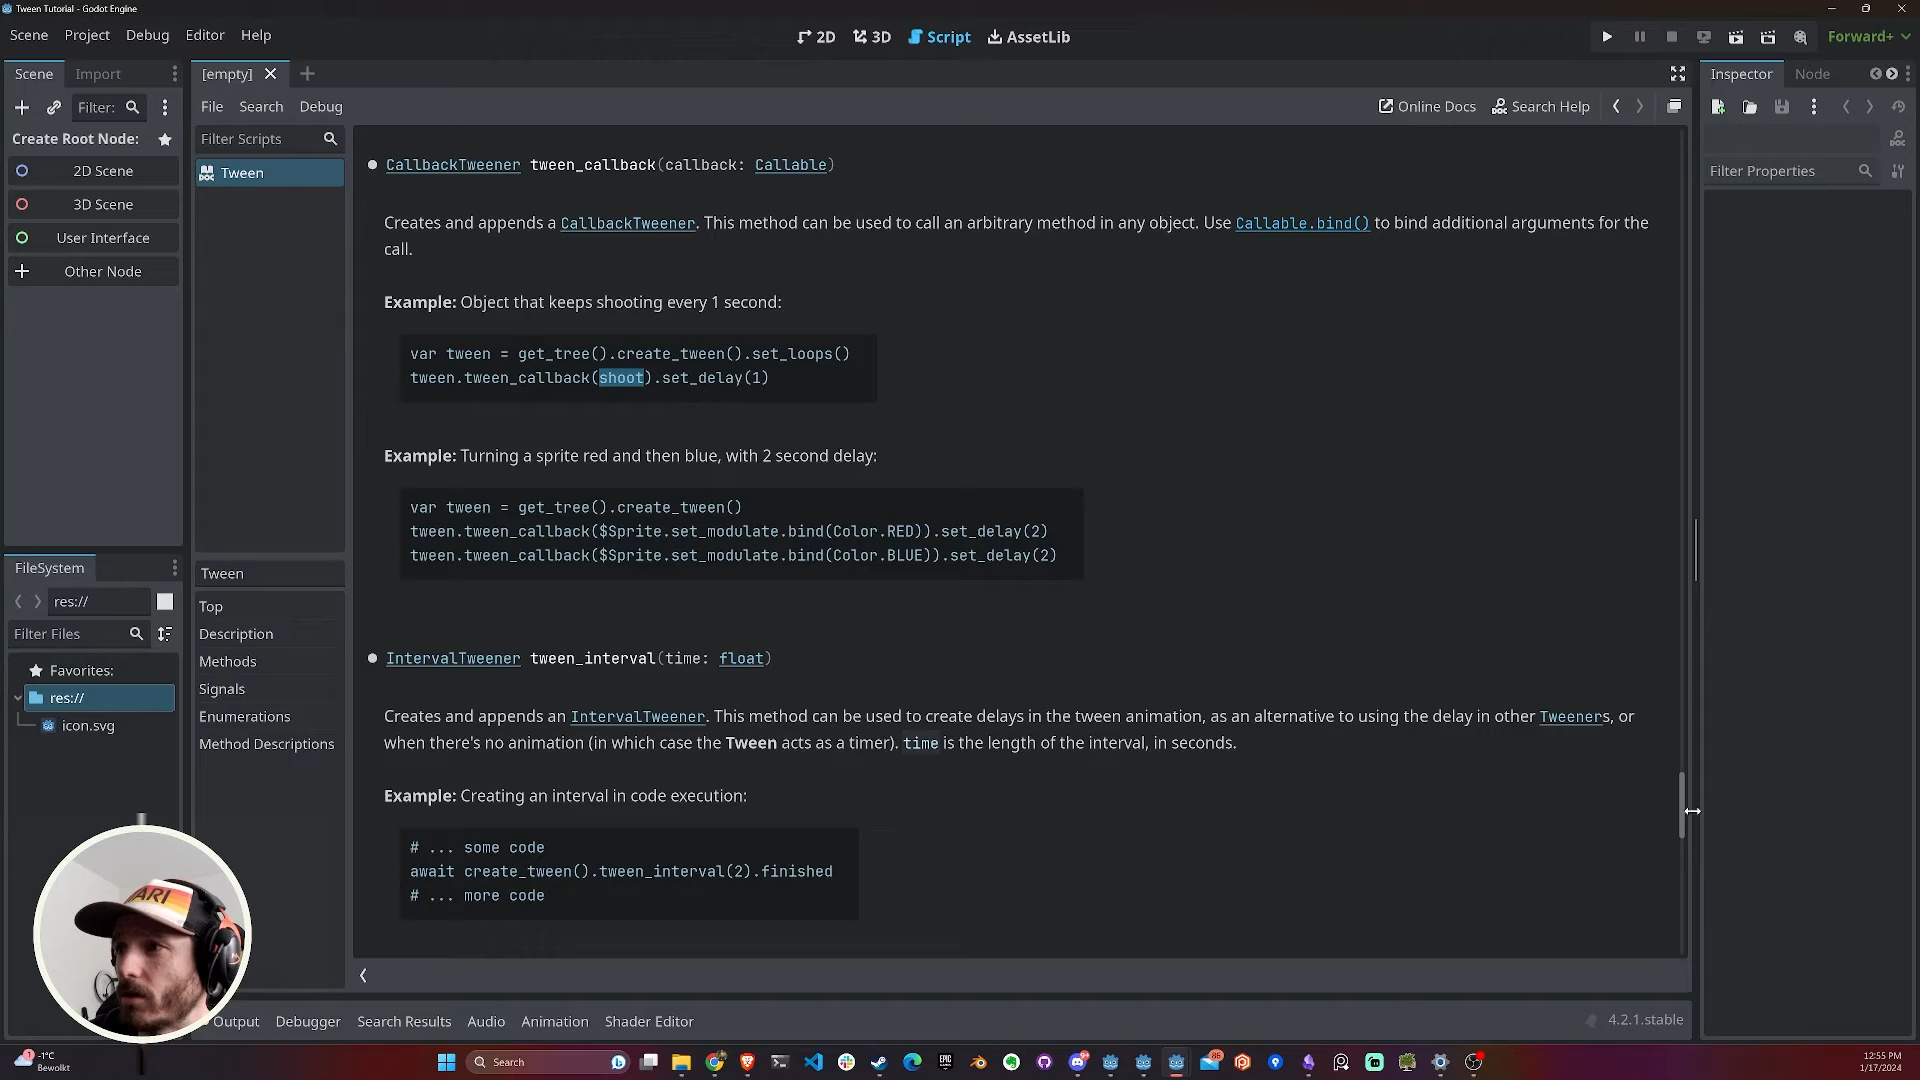 Tween Tutorial - Godot Engine
Scene Project Debug Editor Help
2D 3D Script AssetLib
Forward+
Scene Import
Filter:
Create Root Node:
2D Scene
3D Scene
User Interface
Other Node
[empty]
File Search Debug
Online Docs Search Help
Filter Scripts
Tween
CallbackTweener tween_callback(callback: Callable)
Creates and appends a CallbackTweener. This method can be used to call an arbitrary method in any object. Use Callable.bind() to bind additional arguments for the
call.
Example: Object that keeps shooting every 1 second:
var tween = get_tree().create_tween().set_loops()
tween.tween_callback(shoot).set_delay(1)
Example: Turning a sprite red and then blue, with 2 second delay:
var tween = get_tree().create_tween()
tween.tween_callback($Sprite.set_modulate.bind(Color.RED)).set_delay(2)
tween.tween_callback($Sprite.set_modulate.bind(Color.BLUE)).set_delay(2)
IntervalTweener tween_interval(time: float)
Creates and appends an IntervalTweener. This method can be used to create delays in the tween animation, as an alternative to using the delay in other Tweeners, or
when there's no animation (in which case the Tween acts as a timer). time is the length of the interval, in seconds.
Example: Creating an interval in code execution:
# ... some code
await create_tween().tween_interval(2).finished
# ... more code
Tween
Top
Description
Methods
Signals
Enumerations
Method Descriptions
FileSystem
res://
Filter Files
Favorites:
res://
icon.svg
Inspector Node
Filter Properties
Output Debugger Search Results Audio Animation Shader Editor
4.2.1.stable
-1°C
Bewolkt
Search
12:55 PM
1/17/2024